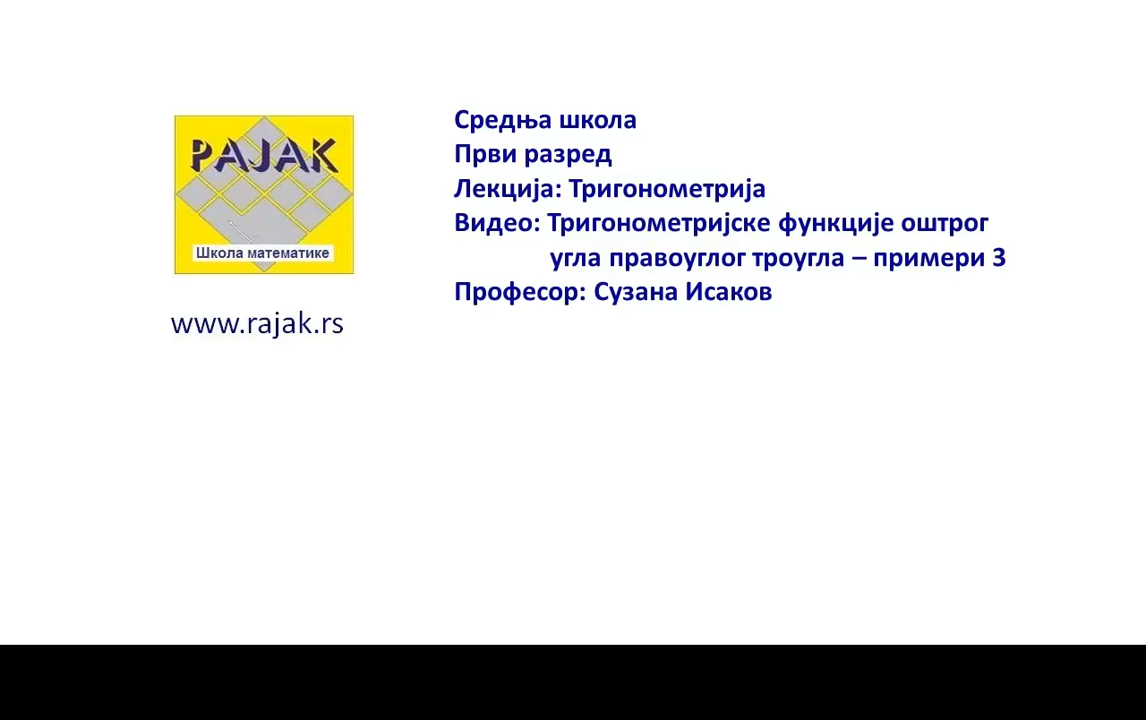 РАЈАК
Школа математике
www.rajak.rs
Средња школа
Први разред
Лекција: Тригонометрија
Видео: Тригонометријске функције оштрог
угла правоуглог троугла – примери 3
Професор: Сузана Исаков